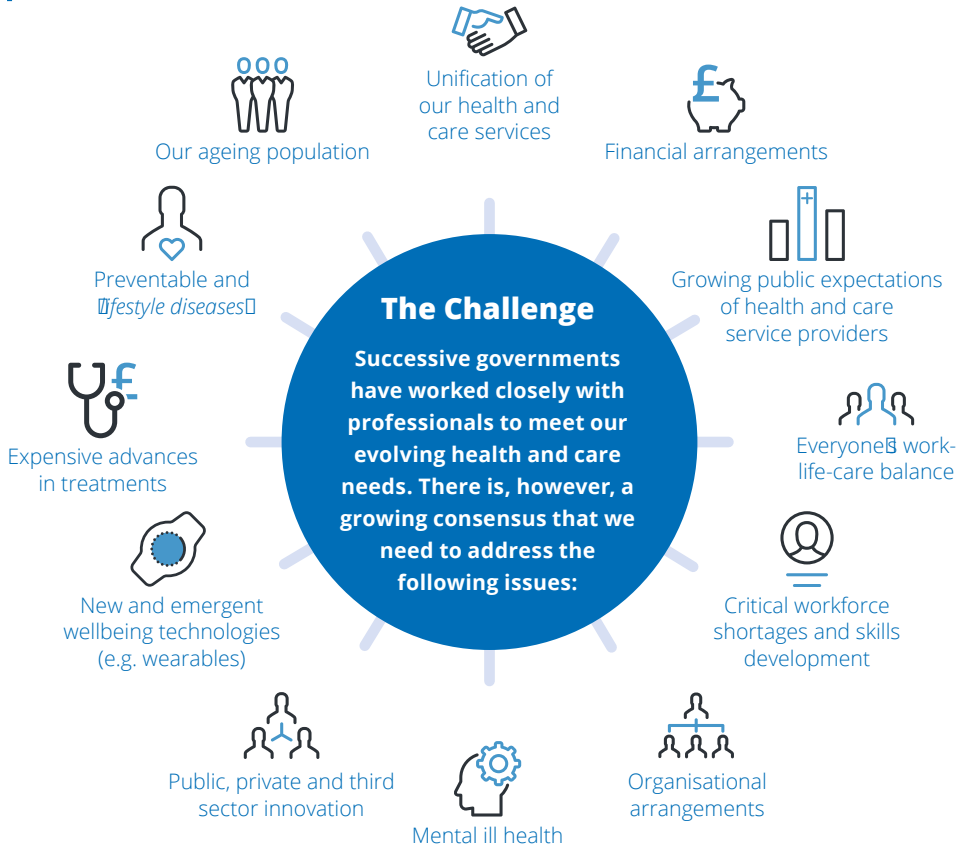 Unification of
our health and
care services
Financial arrangements
Growing public expectations
of health and care
service providers
Everyone▯s work-
life-care balance
Critical workforce
shortages and skills
development
Organisational
arrangements
Mental ill health
Public, private and third
sector innovation
New and emergent
wellbeing technologies
(e.g. wearables)
Expensive advances
in treatments
Preventable and
▯lifestyle diseases▯
Our ageing population
The Challenge
Successive governments
have worked closely with
professionals to meet our
evolving health and care
needs. There is, however, a
growing consensus that we
need to address the
following issues:
£
£